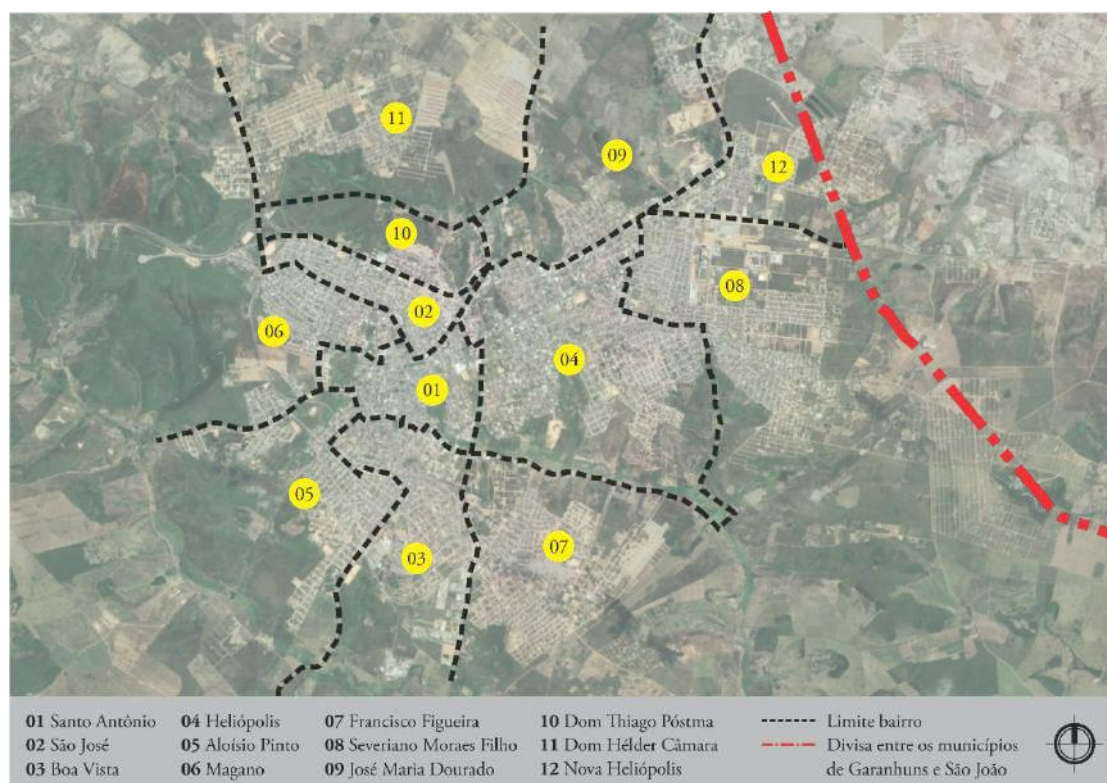 11
09
12
10
08
02
06
04
01
05
03
07
01 Santo Antônio
02 São José
03 Boa Vista
04 Heliópolis
05 Aloísio Pinto
06 Magano
07 Francisco Figueira
08 Severiano Moraes Filho
09 José Maria Dourado
10 Dom Thiago Póstma
11 Dom Hélder Câmara
12 Nova Heliópolis
Limite bairro
Divisa entre os municípios
de Garanhuns e São João